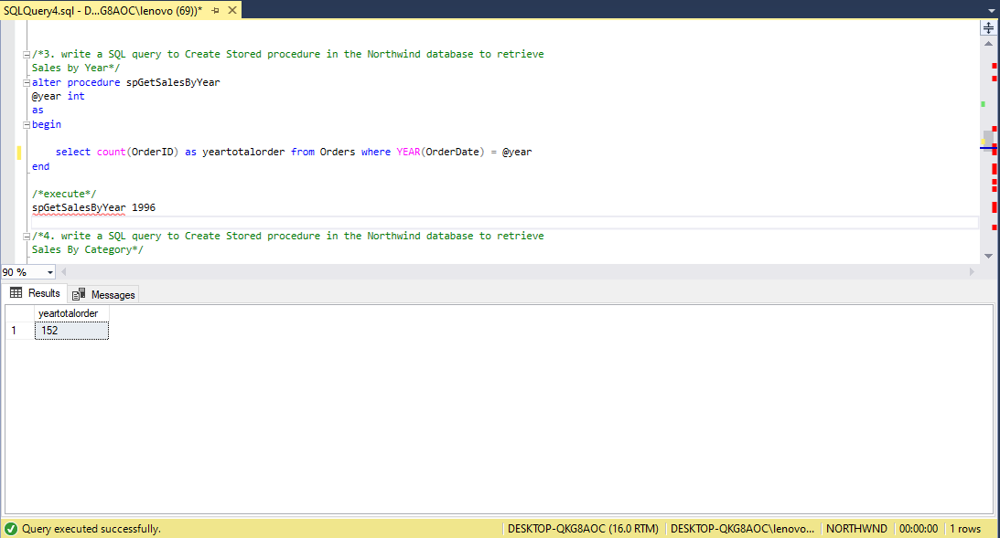 SQLQuery4.sql - D...G8AOC\lenovo (69))*
/*3. write a SQL query to Create Stored procedure in the Northwind database to retrieve
Sales by Year*/
alter procedure spGetSalesByYear
@year int
as
begin
select count(OrderID) as yeartotalorder from Orders where YEAR(OrderDate) = @year
end
/*execute*/
spGetSalesByYear 1996
/*4. write a SQL query to Create Stored procedure in the Northwind database to retrieve
Sales By Category*/
90 %
Results Messages
yeartotalorder
1 152
Query executed successfully. DESKTOP-QKG8AOC (16.0 RTM) DESKTOP-QKG8AOC\lenovo... NORTHWND 00:00:00 1 rows